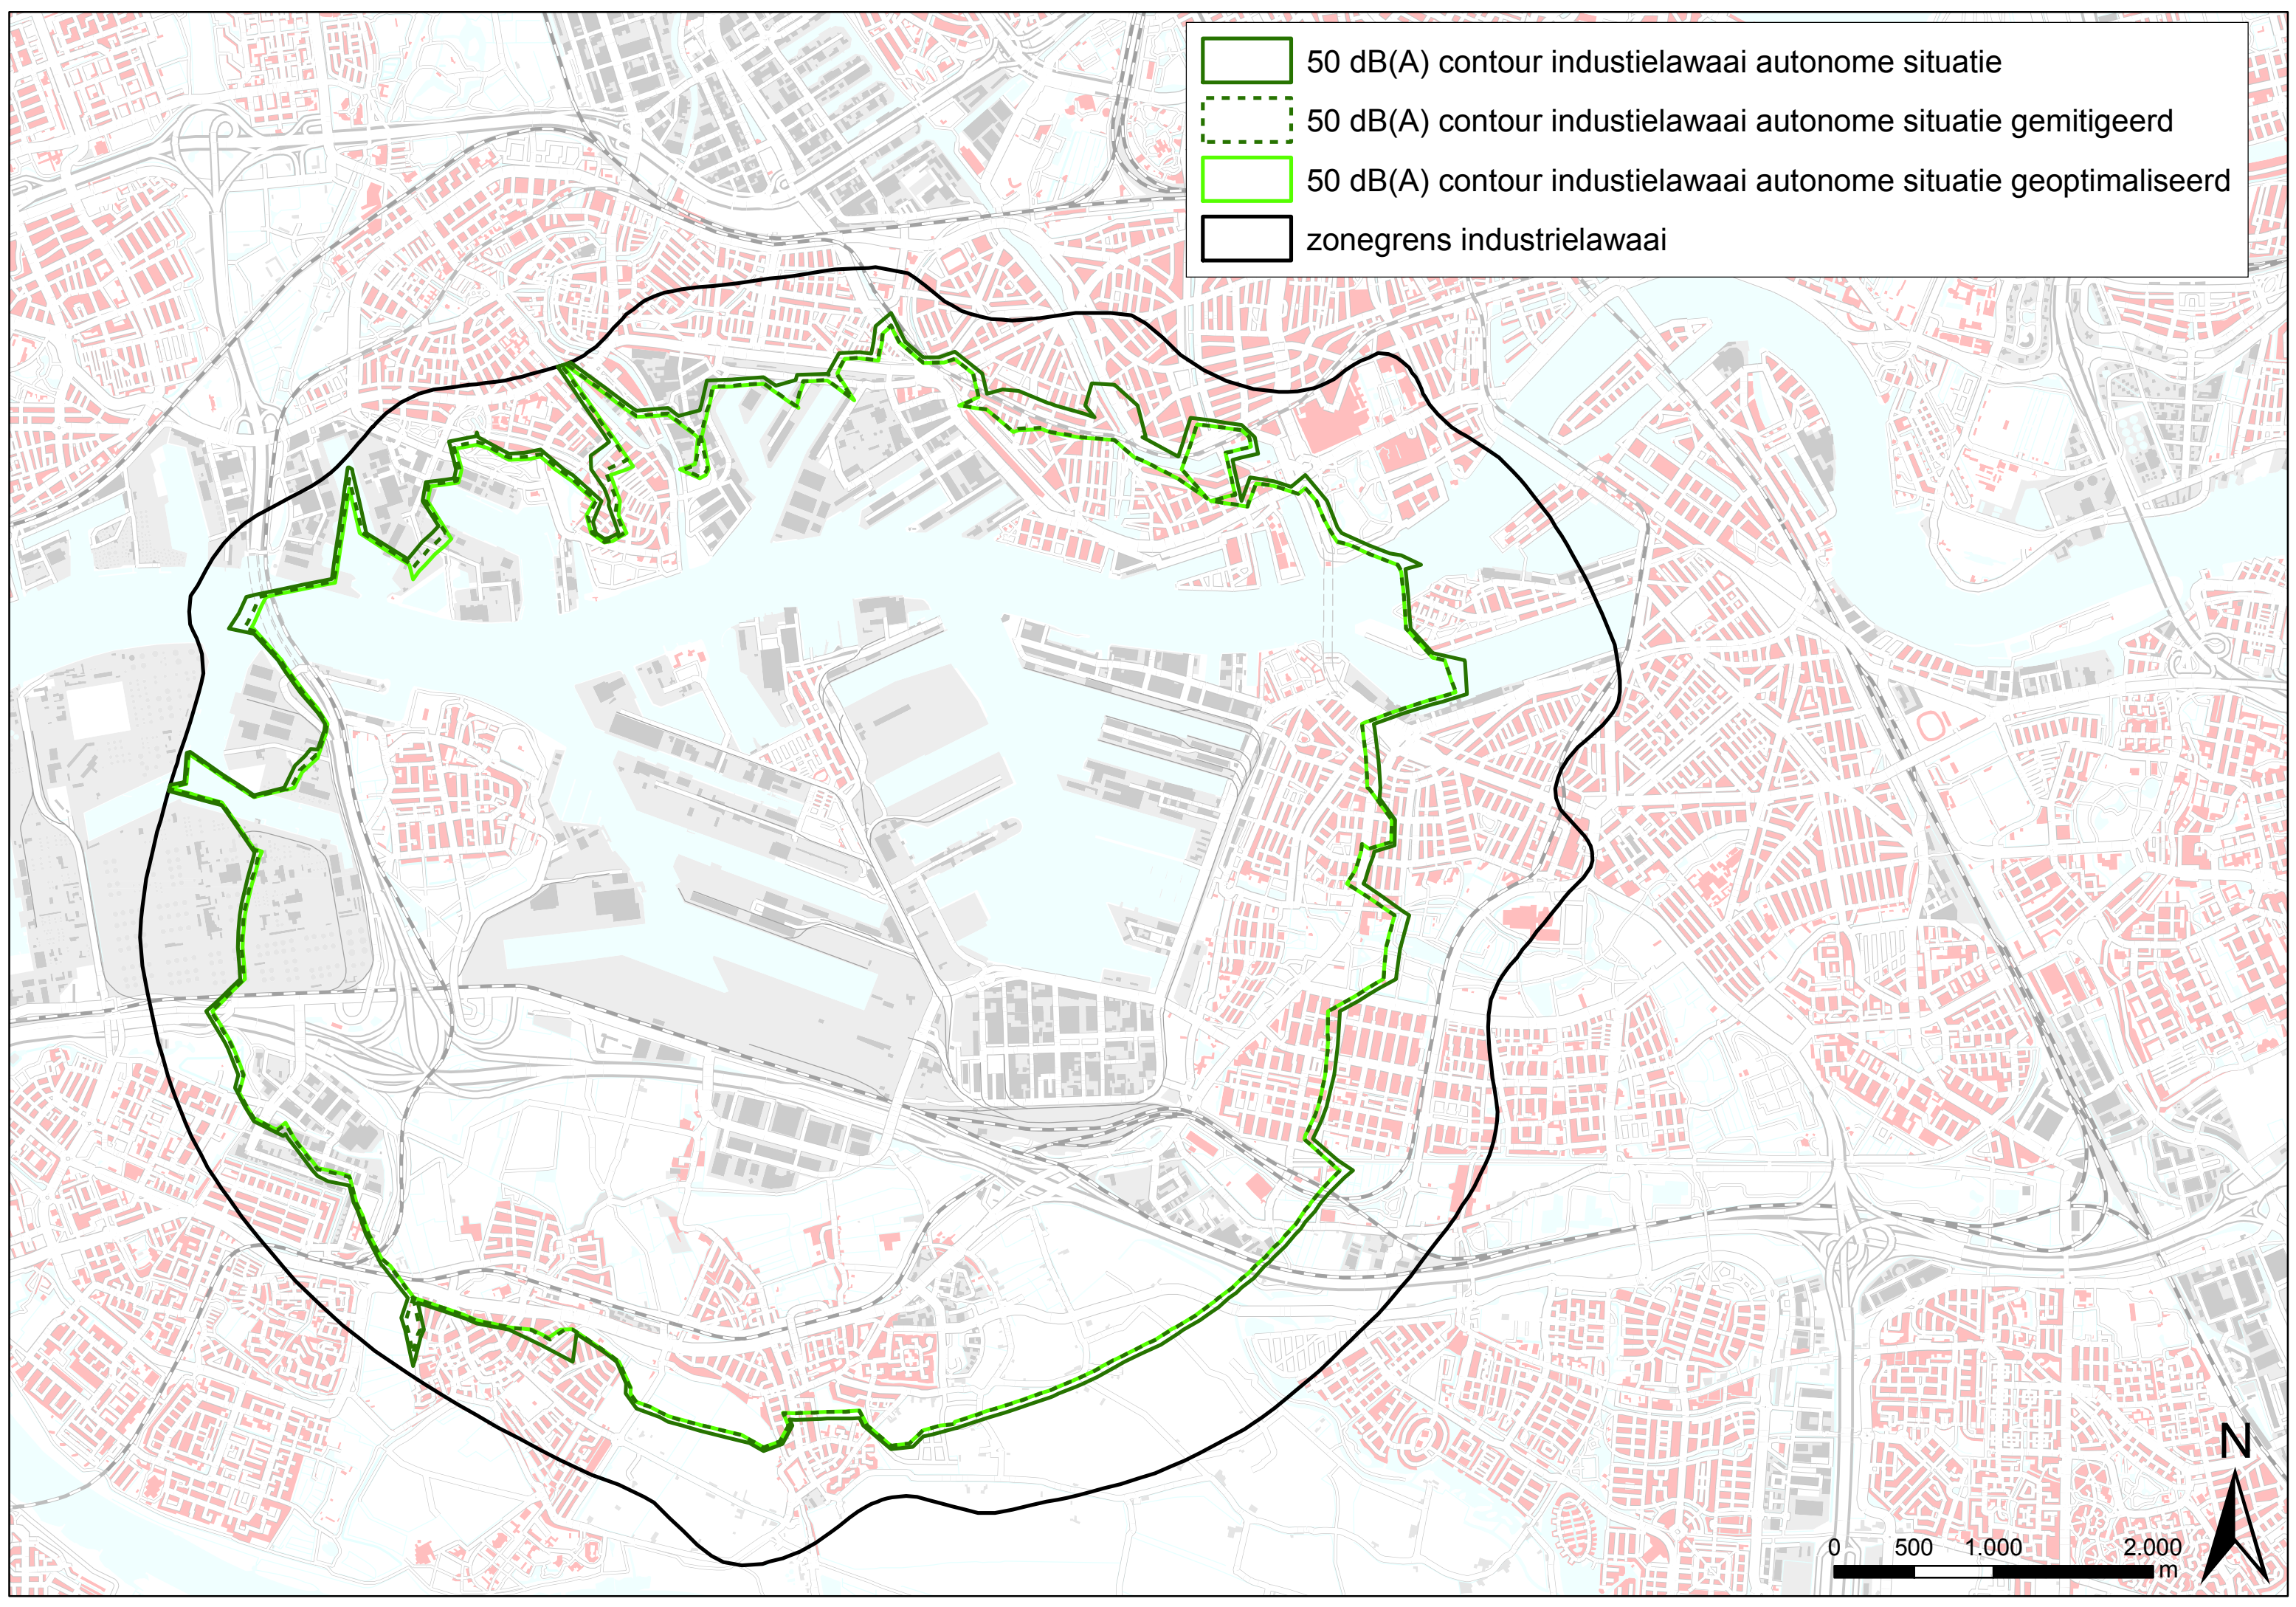 50 dB(A) contour industielawaai autonome situatie
50 dB(A) contour industielawaai autonome situatie gemitigeerd
50 dB(A) contour industielawaai autonome situatie geoptimaliseerd
zonegrens industrielawaai
N
0 500 1.000 2.000
m